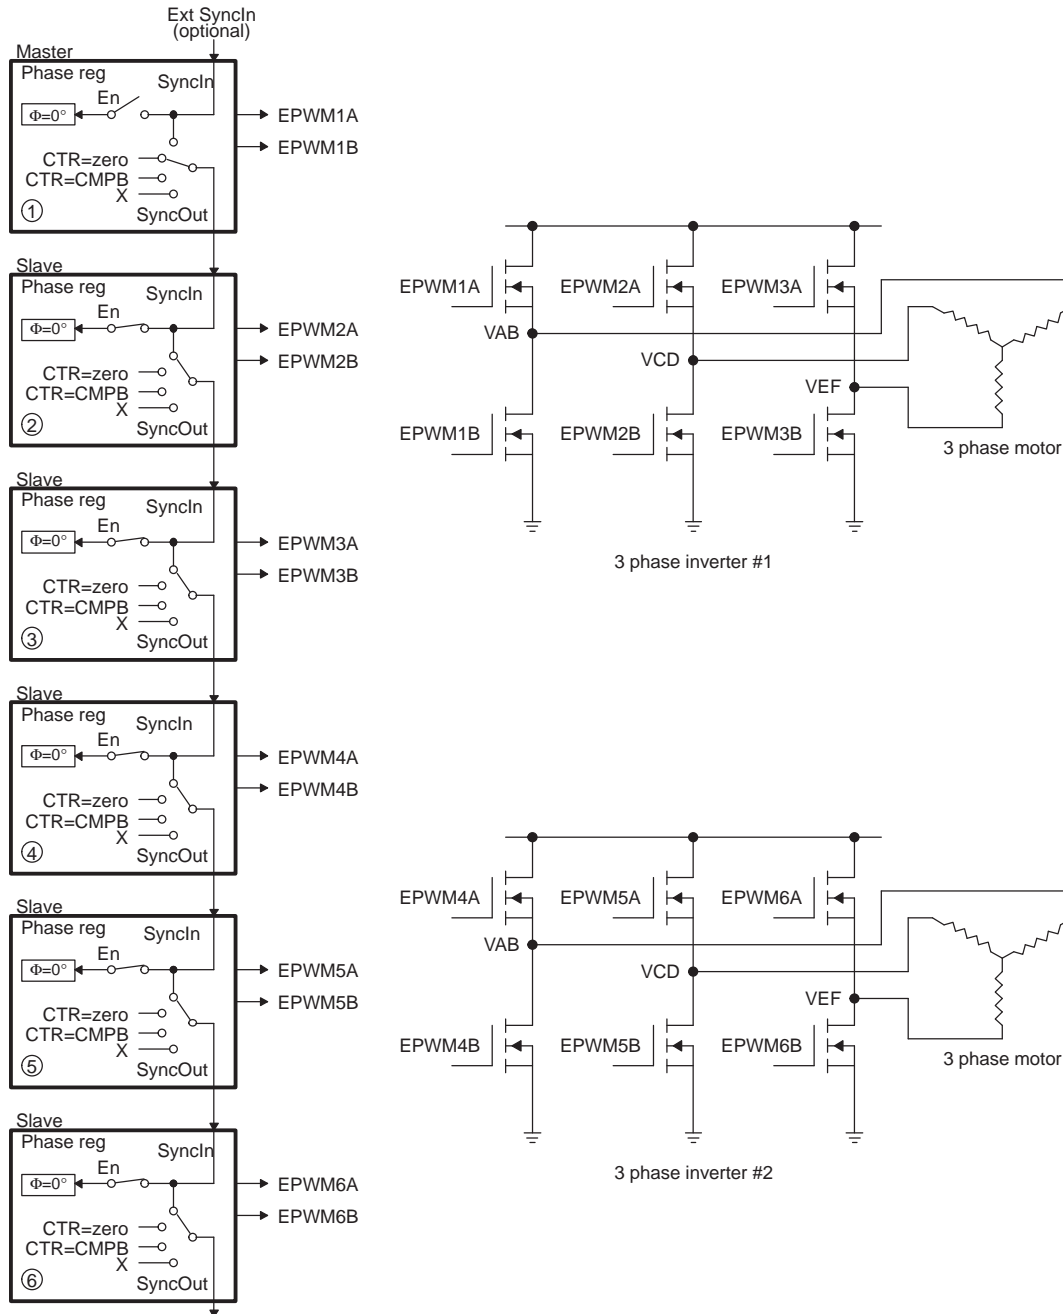 Ext SyncIn
(optional)
Master
Phase reg
SyncIn
En
Φ=0°
EPWM1A
EPWM1B
CTR=zero
CTR=CMPB
X
1
SyncOut
Slave
Phase reg
SyncIn
En
Φ=0°
EPWM2A
EPWM2B
CTR=zero
CTR=CMPB
X
2
SyncOut
Slave
Phase reg
SyncIn
En
Φ=0°
EPWM3A
EPWM3B
CTR=zero
CTR=CMPB
X
3
SyncOut
Slave
Phase reg
SyncIn
En
Φ=0°
EPWM4A
EPWM4B
CTR=zero
CTR=CMPB
X
4
SyncOut
Slave
Phase reg
SyncIn
En
Φ=0°
EPWM5A
EPWM5B
CTR=zero
CTR=CMPB
X
5
SyncOut
Slave
Phase reg
SyncIn
En
Φ=0°
EPWM6A
EPWM6B
CTR=zero
CTR=CMPB
X
6
SyncOut
EPWM1A
EPWM2A
EPWM3A
VAB
VCD
VEF
EPWM1B
EPWM2B
EPWM3B
3 phase motor
3 phase inverter #1
EPWM4A
EPWM5A
EPWM6A
VAB
VCD
VEF
EPWM4B
EPWM5B
EPWM6B
3 phase motor
3 phase inverter #2